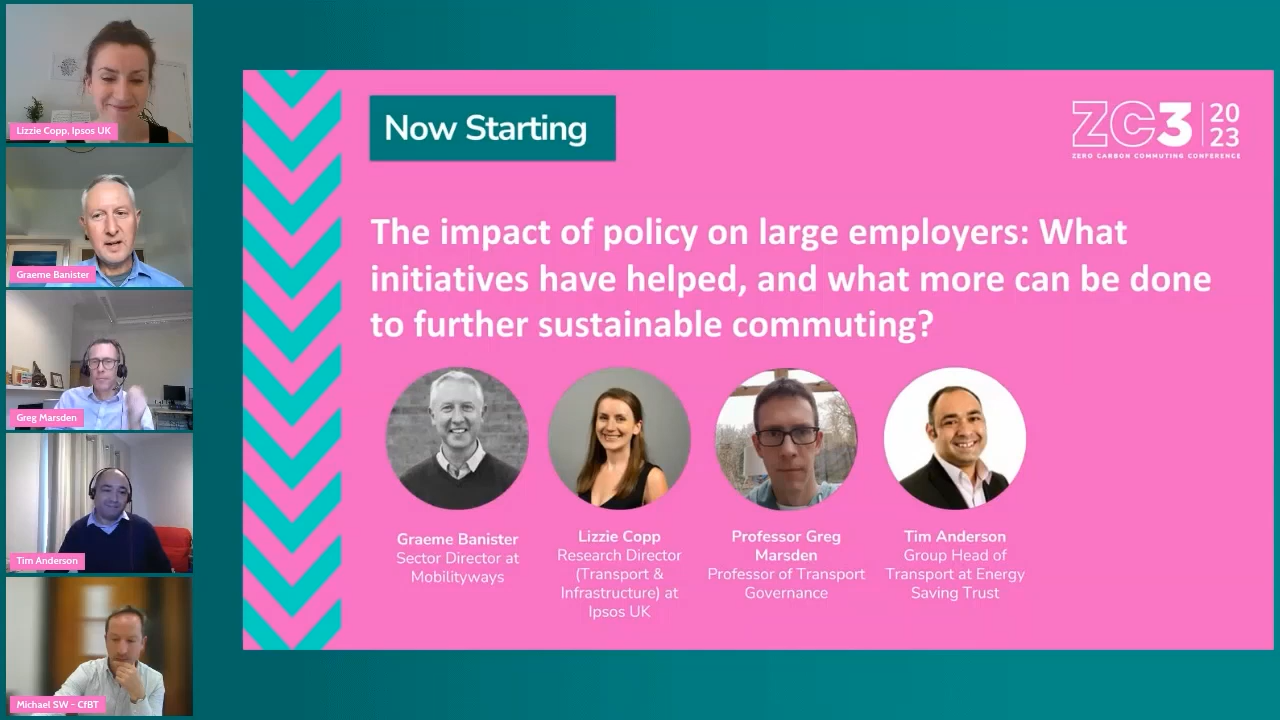 Lizzie Copp, Ipsos UK
Graeme Banister
Greg Marsden
Tim Anderson
Michael SW - CfBT
Now Starting
ZC3 20
23
ZERO CARBON COMMUTING CONFERENCE
The impact of policy on large employers: What
initiatives have helped, and what more can be done
to further sustainable commuting?
Graeme Banister
Sector Director at
Mobilityways
Lizzie Copp
Research Director
(Transport &
Infrastructure) at
Ipsos UK
Professor Greg
Marsden
Professor of Transport
Governance
Tim Anderson
Group Head of
Transport at Energy
Saving Trust